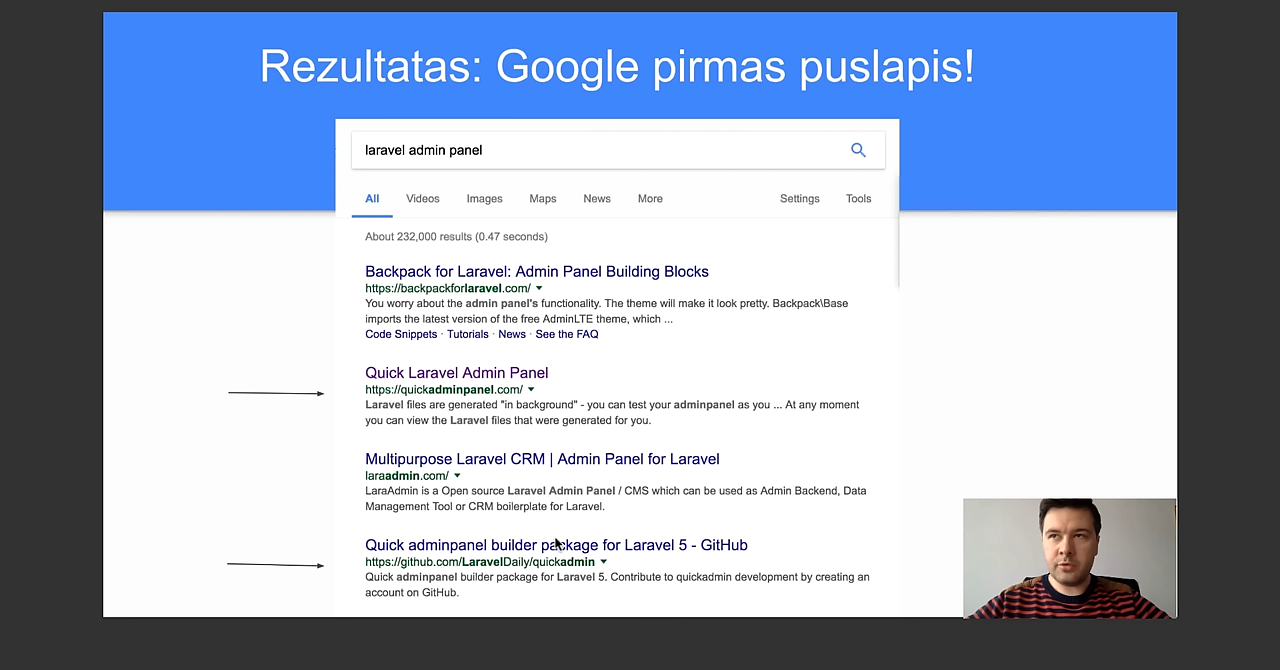 Rezultatas: Google pirmas puslapis!
laravel admin panel
All Videos Images Maps News More Settings Tools
About 232,000 results (0.47 seconds)
Backpack for Laravel: Admin Panel Building Blocks
https://backpackforlaravel.com/
You worry about the admin panel's functionality. The theme will make it look pretty. Backpack\Base
imports the latest version of the free AdminLTE theme, which ...
Code Snippets · Tutorials · News · See the FAQ
Quick Laravel Admin Panel
https://quickadminpanel.com/
Laravel files are generated "in background" - you can test your adminpanel as you ... At any moment
you can view the Laravel files that were generated for you.
Multipurpose Laravel CRM | Admin Panel for Laravel
laraadmin.com/
LaraAdmin is a Open source Laravel Admin Panel / CMS which can be used as Admin Backend, Data
Management Tool or CRM boilerplate for Laravel.
Quick adminpanel builder package for Laravel 5 - GitHub
https://github.com/LaravelDaily/quickadmin
Quick adminpanel builder package for Laravel 5. Contribute to quickadmin development by creating an
account on GitHub.